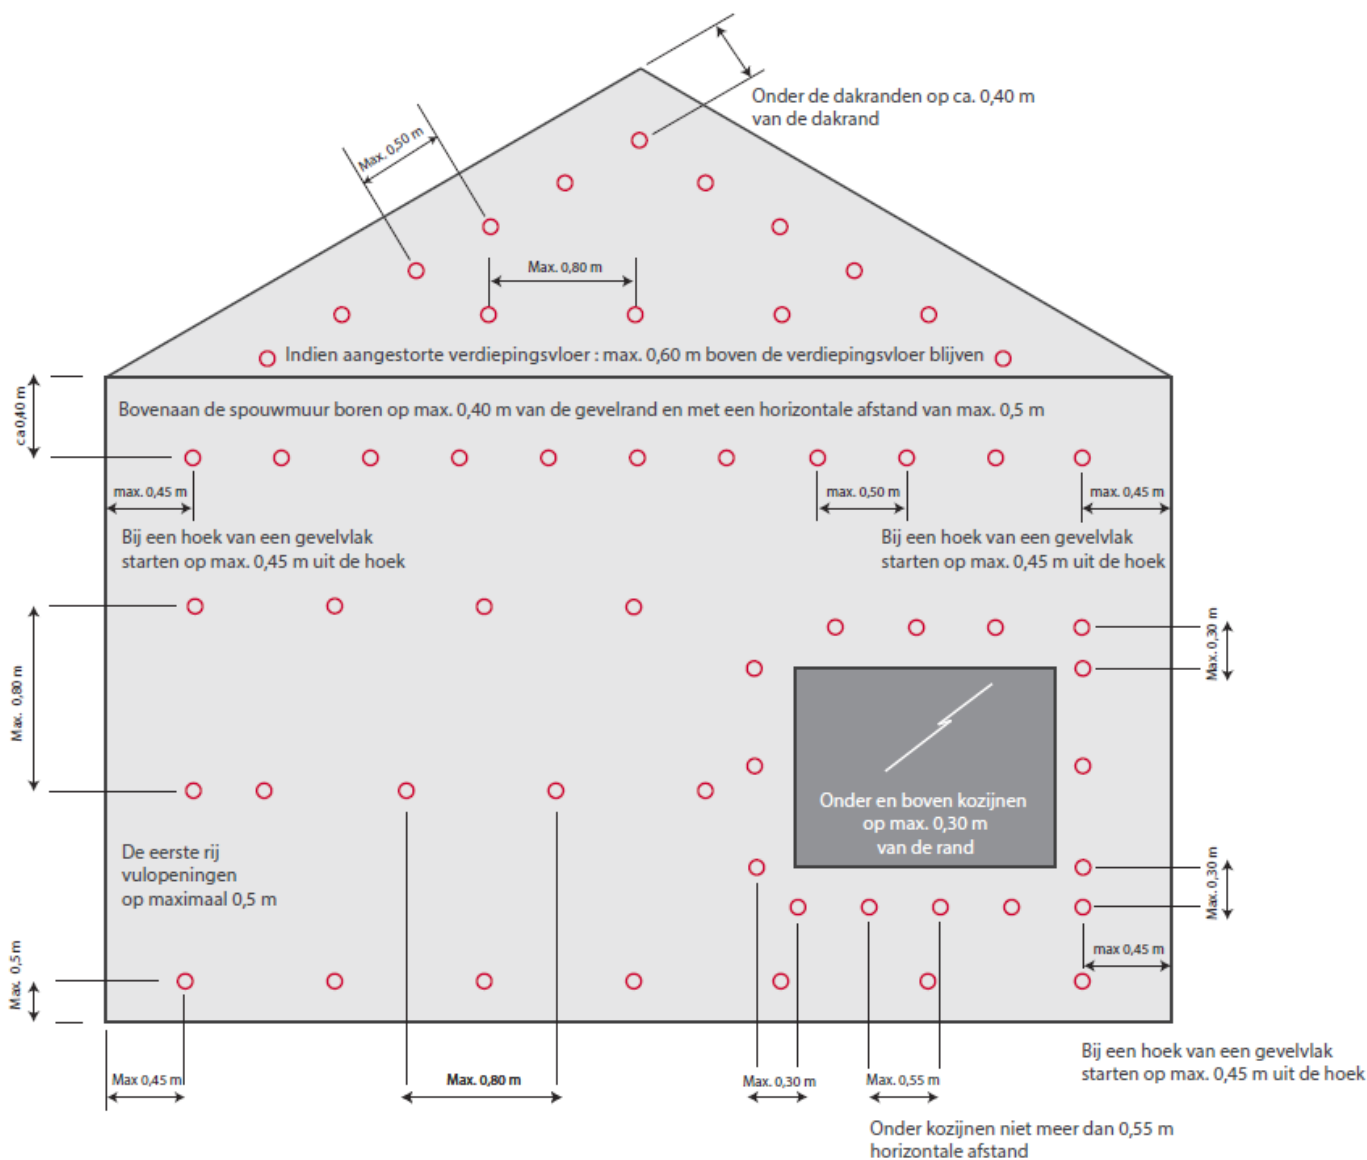 Onder de dakranden op ca. 0,40 m
van de dakrand
Max. 0,50 m
Max. 0,80 m
Indien aangestorte verdiepingsvloer : max. 0,60 m boven de verdiepingsvloer blijven
ca 0,40 m
Bovenaan de spouwmuur boren op max. 0,40 m van de gevelrand en met een horizontale afstand van max. 0,5 m
max. 0,45 m
max. 0,50 m
max. 0,45 m
Bij een hoek van een gevelvlak
starten op max. 0,45 m uit de hoek
Bij een hoek van een gevelvlak
starten op max. 0,45 m uit de hoek
Max. 0,80 m
Max. 0,30 m
Onder en boven kozijnen
op max. 0,30 m
van de rand
De eerste rij
vulopeningen
op maximaal 0,5 m
Max. 0,30 m
max 0,45 m
Max. 0,5 m
Max 0,45 m
Max. 0,80 m
Max. 0,30 m
Max. 0,55 m
Bij een hoek van een gevelvlak
starten op max. 0,45 m uit de hoek
Onder kozijnen niet meer dan 0,55 m
horizontale afstand